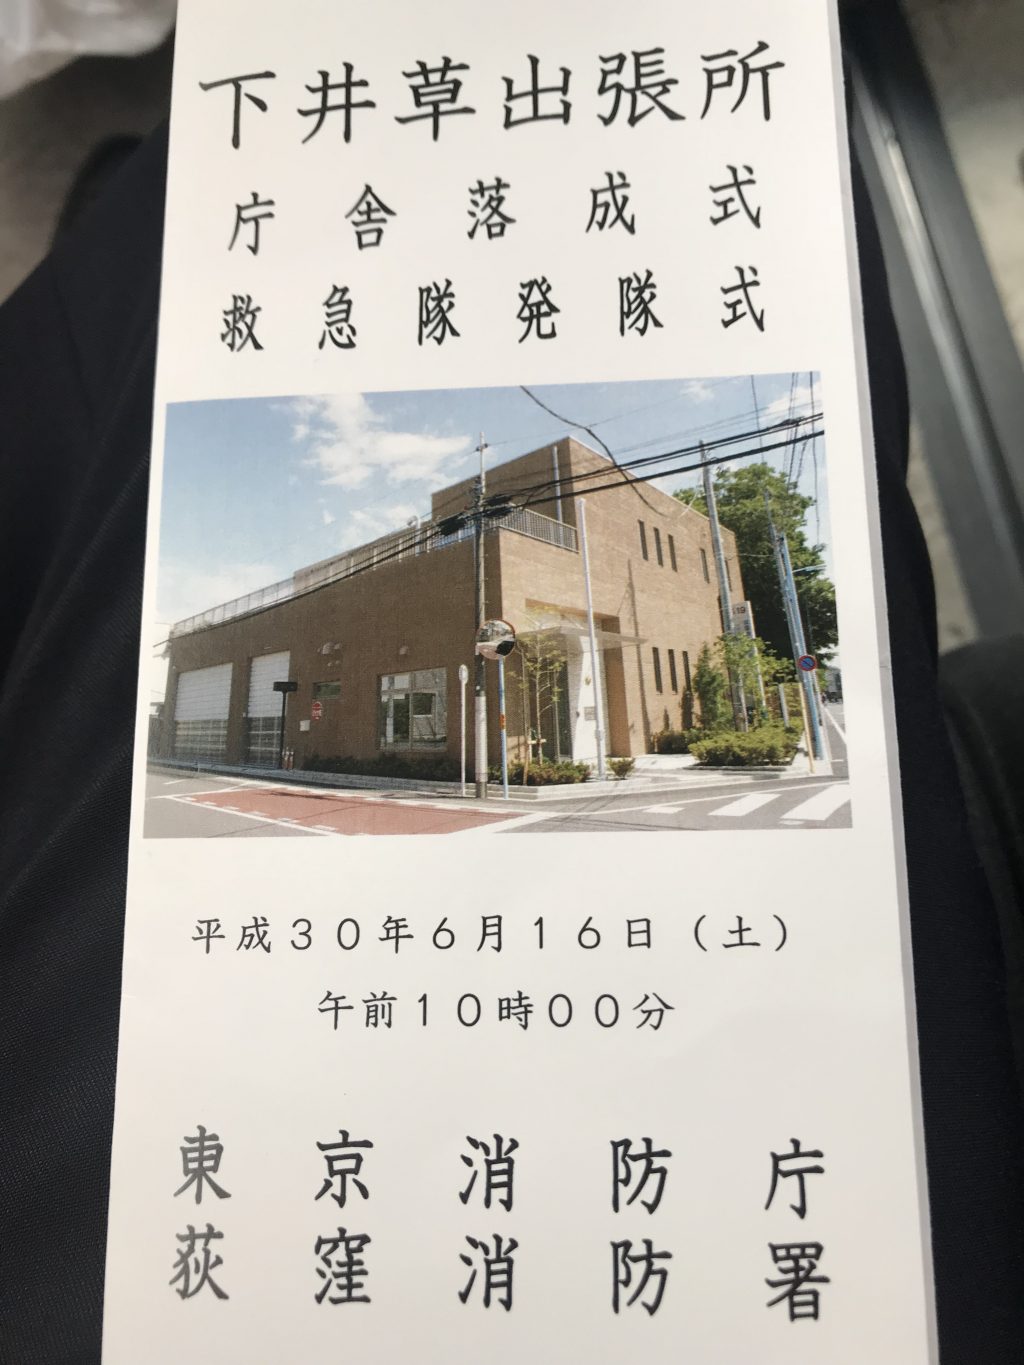 下井草出張所
庁舎落成式
救急隊発隊式
119
平成３０年６月１６日（土）
午前１０時００分
東京消防庁
荻窪消防署